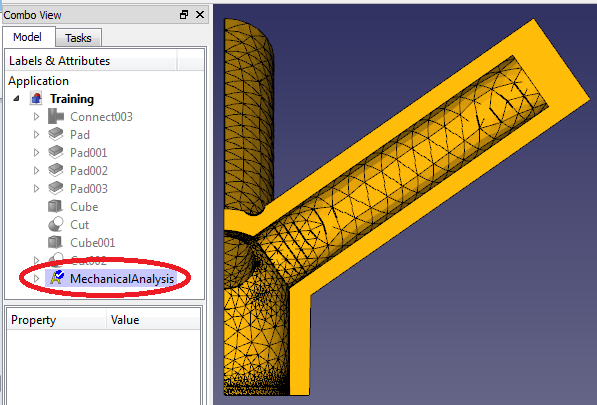 Combo View
Model Tasks
Labels & Attributes
Application
Training
Connect003
Pad
Pad001
Pad002
Pad003
Cube
Cut
Cube001
Cut002
MechanicalAnalysis
Property Value